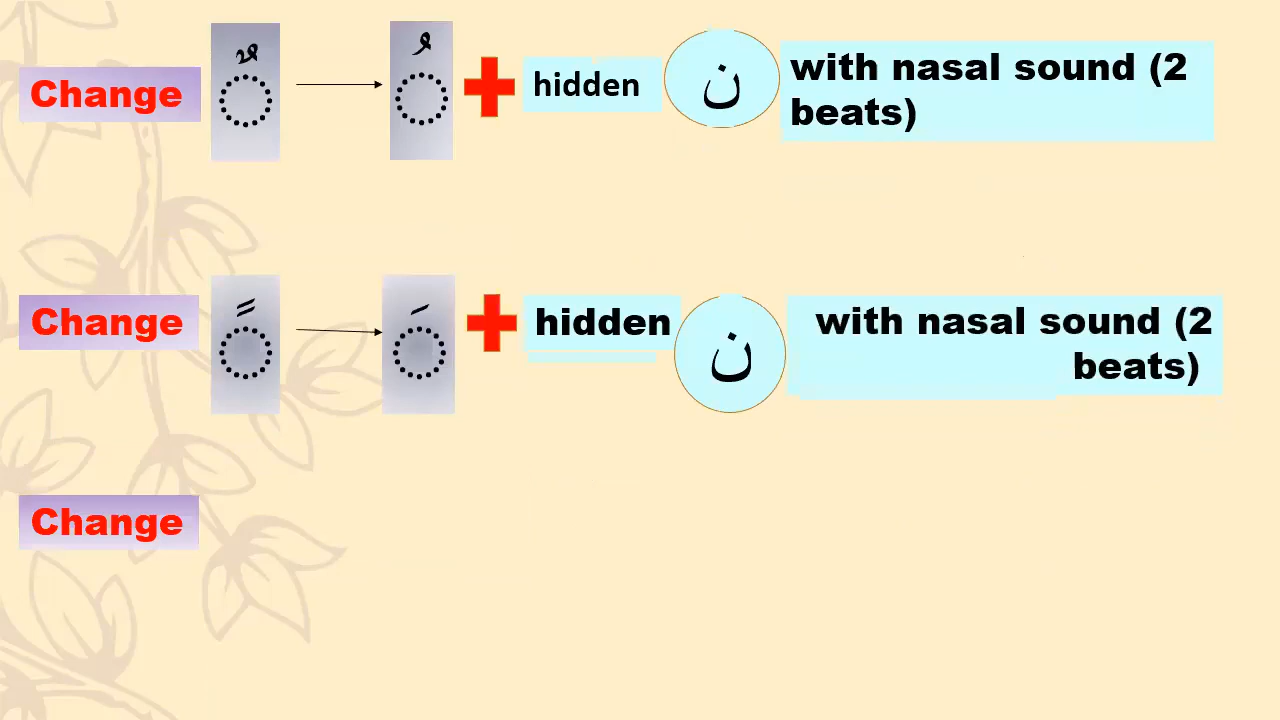 Change ◌ٌ ◌ُ hidden ن with nasal sound (2
beats)
Change ◌ً ◌َ hidden ن with nasal sound (2
beats)
Change